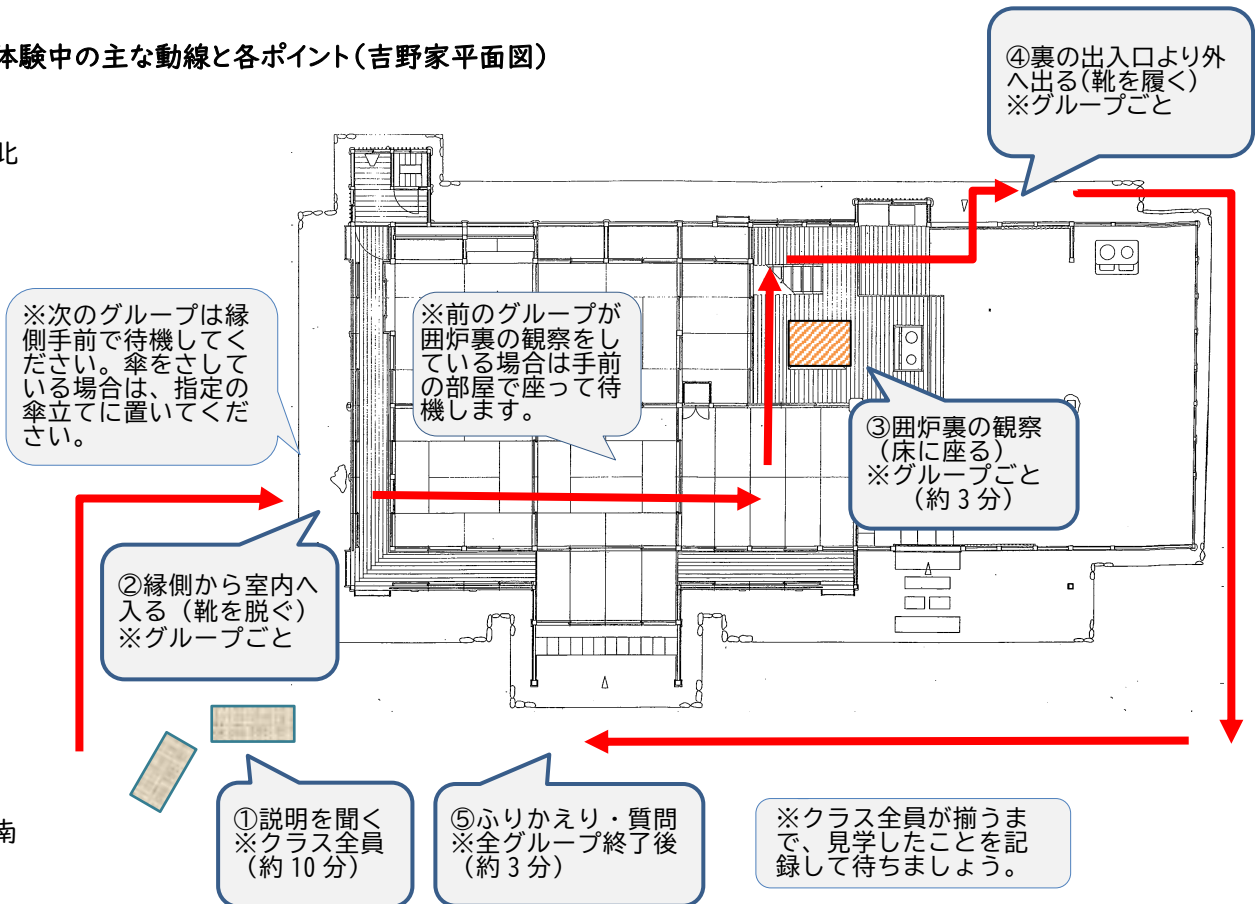 体験中の主な動線と各ポイント(吉野家平面図)
④裏の出入口より外
へ出る(靴を履く)
※グループごと
北
※次のグループは縁
側手前で待機してく
ださい。傘をさして
いる場合は、指定の
傘立てに置いてくだ
さい。
※前のグループが
囲炉裏の観察をし
ている場合は手前
の部屋で座って待
機します。
③囲炉裏の観察
(床に座る)
※グループごと
(約3分)
②縁側から室内へ
入る(靴を脱ぐ)
※グループごと
①説明を聞く
※クラス全員
(約10分)
⑤ふりかえり・質問
※全グループ終了後
(約3分)
※クラス全員が揃うま
で、見学したことを記
録して待ちましょう。
南